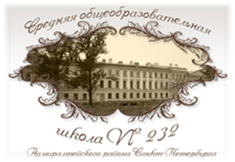 Средняя общеобразовательная
школа № 232
Адмиралтейского района Санкт-Петербурга